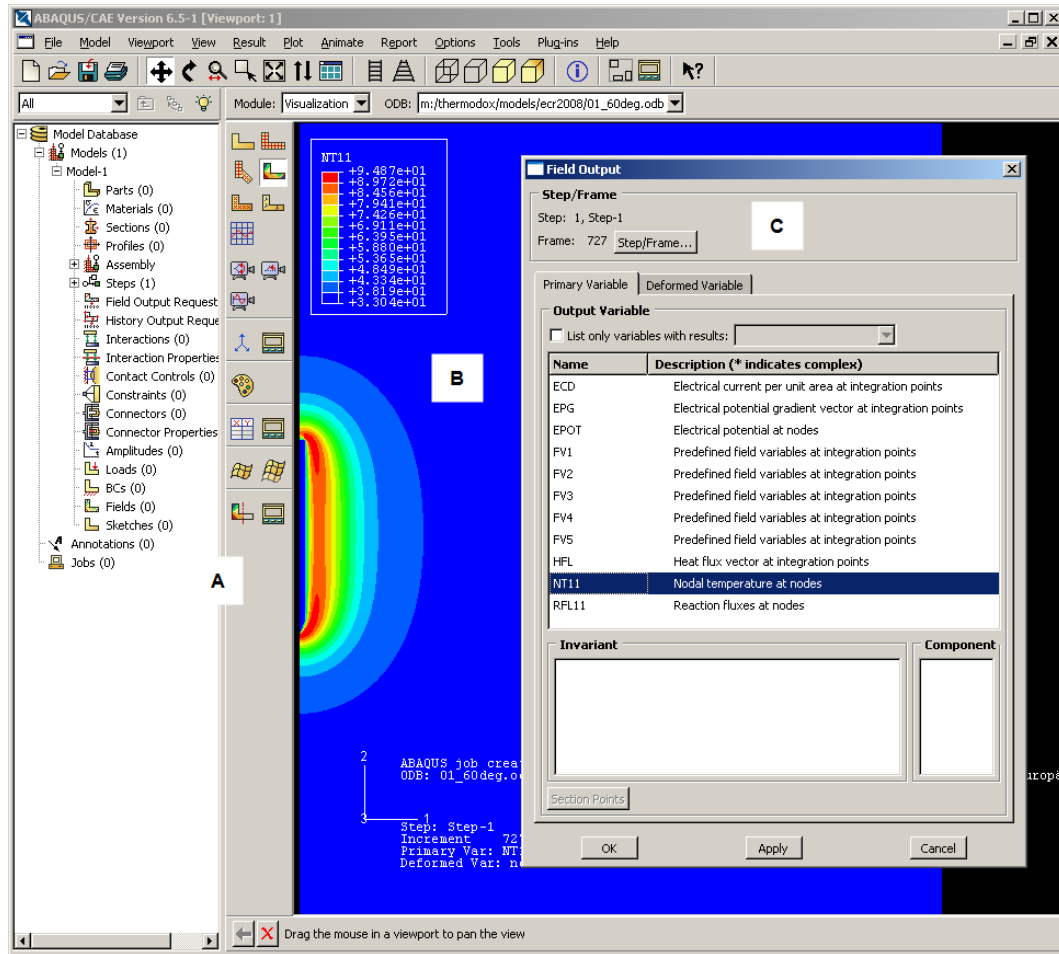 ABAQUS/CAE Version 6.5-1 [Viewport: 1]
File Model Viewport View Result Plot Animate Report Options Tools Plug-ins Help
All Module: Visualization ODB: m:/thermodox/models/ecr2008/01_60deg.odb
Model Database
Models (1)
Model-1
Parts (0)
Materials (0)
Sections (0)
Profiles (0)
Assembly
Steps (1)
Field Output Request
History Output Reque
Interactions (0)
Interaction Properties
Contact Controls (0)
Constraints (0)
Connectors (0)
Connector Properties
Amplitudes (0)
Loads (0)
BCs (0)
Fields (0)
Sketches (0)
Annotations (0)
Jobs (0)
A
NT11
+9.487e+01
+8.972e+01
+8.456e+01
+7.941e+01
+7.426e+01
+6.911e+01
+6.395e+01
+5.880e+01
+5.365e+01
+4.849e+01
+4.334e+01
+3.819e+01
+3.304e+01
B
2
3 1
ABAQUS job crea
ODB: 01_60deg.o
Step: Step-1
Increment 727
Primary Var: NT
Deformed Var: n
Field Output
Step/Frame
Step: 1, Step-1
Frame: 727 Step/Frame...
C
Primary Variable Deformed Variable
Output Variable
List only variables with results:
Name Description (* indicates complex)
ECD Electrical current per unit area at integration points
EPG Electrical potential gradient vector at integration points
EPOT Electrical potential at nodes
FV1 Predefined field variables at integration points
FV2 Predefined field variables at integration points
FV3 Predefined field variables at integration points
FV4 Predefined field variables at integration points
FV5 Predefined field variables at integration points
HFL Heat flux vector at integration points
NT11 Nodal temperature at nodes
RFL11 Reaction fluxes at nodes
Invariant Component
Section Points
OK Apply Cancel
Drag the mouse in a viewport to pan the view